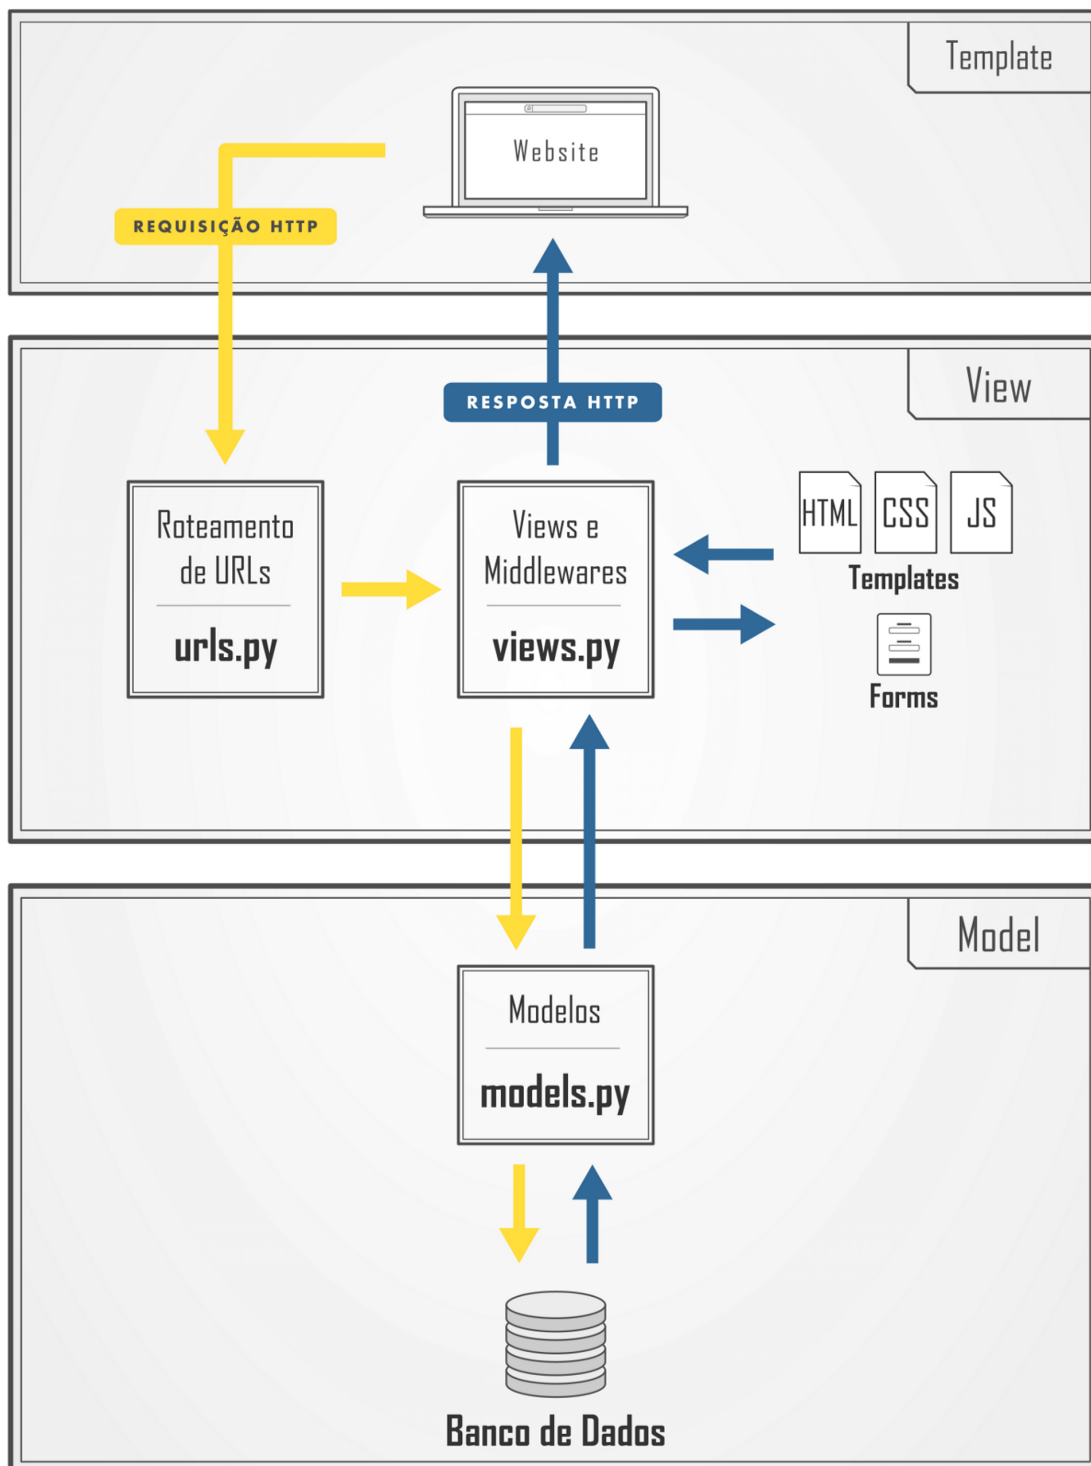 Template
Website
REQUISIÇÃO HTTP
View
RESPOSTA HTTP
Roteamento
de URLs
urls.py
Views e
Middlewares
views.py
HTML CSS JS
Templates
Forms
Model
Modelos
models.py
Banco de Dados